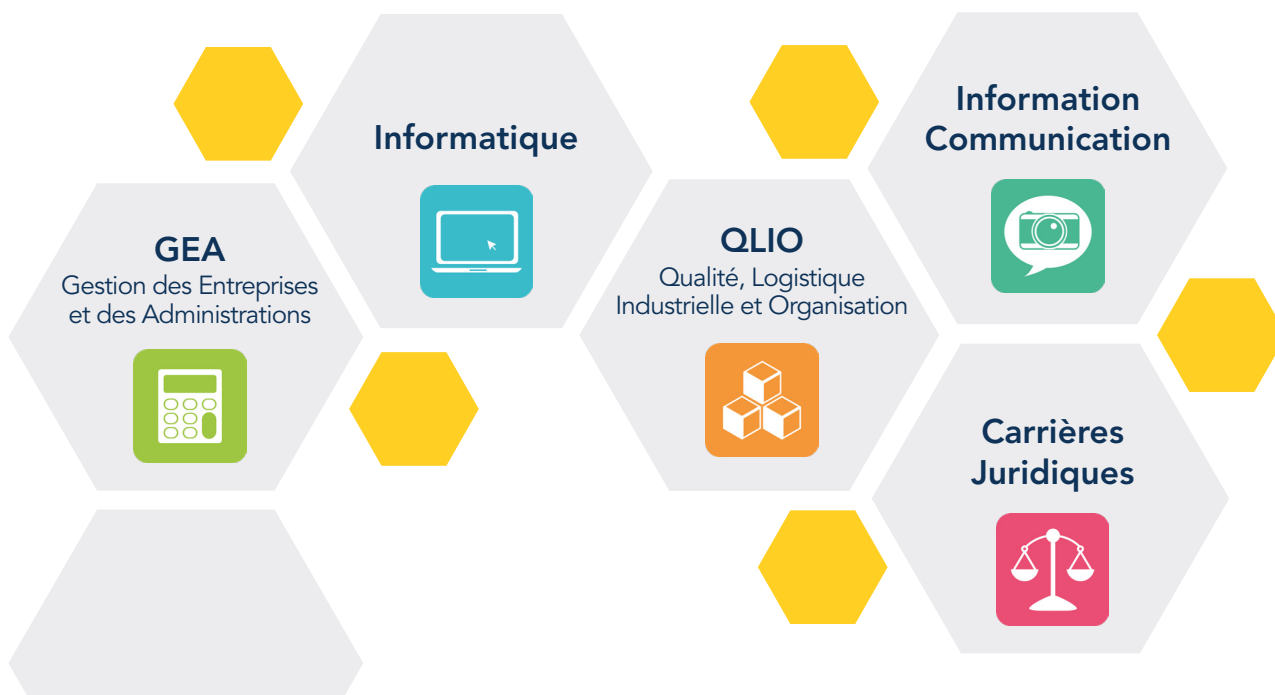 GEA
Gestion des Entreprises
et des Administrations
Informatique
QLIO
Qualité, Logistique
Industrielle et Organisation
Information
Communication
Carrières
Juridiques